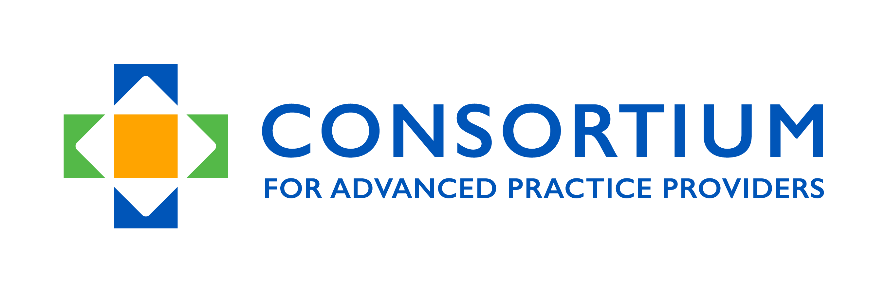 CONSORTIUM
FOR ADVANCED PRACTICE PROVIDERS